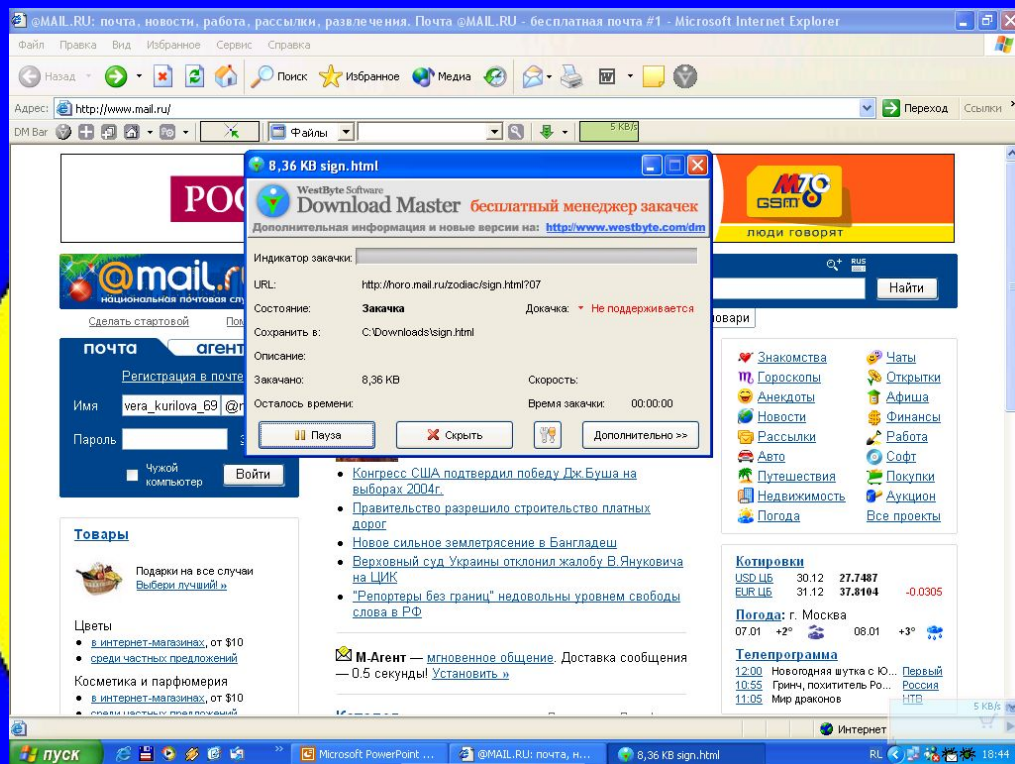 @MAIL.RU: почта, новости, работа, рассылки, развлечения. Почта @MAIL.RU - бесплатная почта #1 - Microsoft Internet Explorer
Файл Правка Вид Избранное Сервис Справка
Назад Поиск Избранное Медиа
Адрес: http://www.mail.ru/ Переход Ссылки
DM Bar Файлы 5 KB/s
8,36 KB sign.html
WestByte Software
Download Master бесплатный менеджер закачек
Дополнительная информация и новые версии на: http://www.westbyte.com/dm
Индикатор закачки:
URL: http://horo.mail.ru/zodiac/sign.html?07
Состояние: Закачка Докачка: Не поддерживается
Сохранить в: C:\Downloads\sign.html
Описание:
Закачано: 8,36 KB Скорость:
Осталось времени: Время закачки: 00:00:00
Пауза Скрыть Дополнительно >>
РОС
МТС
GSM
люди говорят
@mail.r
национальная почтовая слу
RUS
Найти
Сделать стартовой Пом
овари
почта агент
Регистрация в почте
Имя vera_kurilova_69 @m
Пароль З
Чужой
компьютер
Войти
Знакомства Чаты
Гороскопы Открытки
Анекдоты Афиша
Новости Финансы
Рассылки Работа
Авто Софт
Путешествия Покупки
Недвижимость Аукцион
Погода Все проекты
Конгресс США подтвердил победу Дж.Буша на
выборах 2004г.
Правительство разрешило строительство платных
дорог
Новое сильное землетрясение в Бангладеш
Верховный суд Украины отклонил жалобу В.Януковича
на ЦИК
"Репортеры без границ" недовольны уровнем свободы
слова в РФ
М-Агент — мгновенное общение. Доставка сообщения
— 0.5 секунды! Установить »
Товары
Подарки на все случаи
Выбери лучший! »
Цветы
в интернет-магазинах, от $10
среди частных предложений
Косметика и парфюмерия
в интернет-магазинах, от $10
среди частных предложений
Котировки
USD ЦБ 30.12 27.7487
EUR ЦБ 31.12 37.8104 -0.0305
Погода: г. Москва
07.01 +2° 08.01 +3°
Телепрограмма
12:00 Новогодняя шутка с Ю... Первый
10:55 Гринч, похититель Ро... Россия
11:05 Мир драконов НТВ
5 KB/s
Интернет
пуск Microsoft PowerPoint ... @MAIL.RU: почта, н... 8,36 KB sign.html RL 18:44